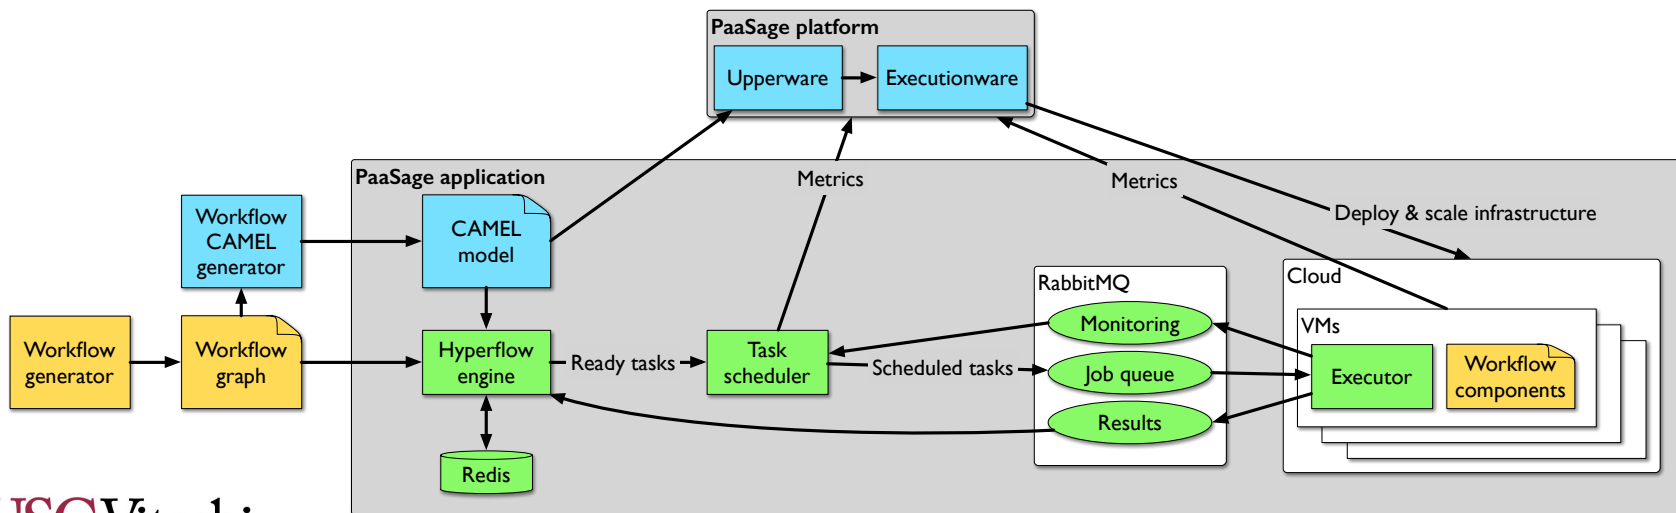 PaaSage platform
Upperware
Executionware
PaaSage application
Metrics
Metrics
Deploy & scale infrastructure
Workflow
CAMEL
generator
CAMEL
model
Cloud
RabbitMQ
VMs
Workflow
generator
Workflow
graph
Hyperflow
engine
Ready tasks
Task
scheduler
Scheduled tasks
Monitoring
Job queue
Results
Executor
Workflow
components
Redis